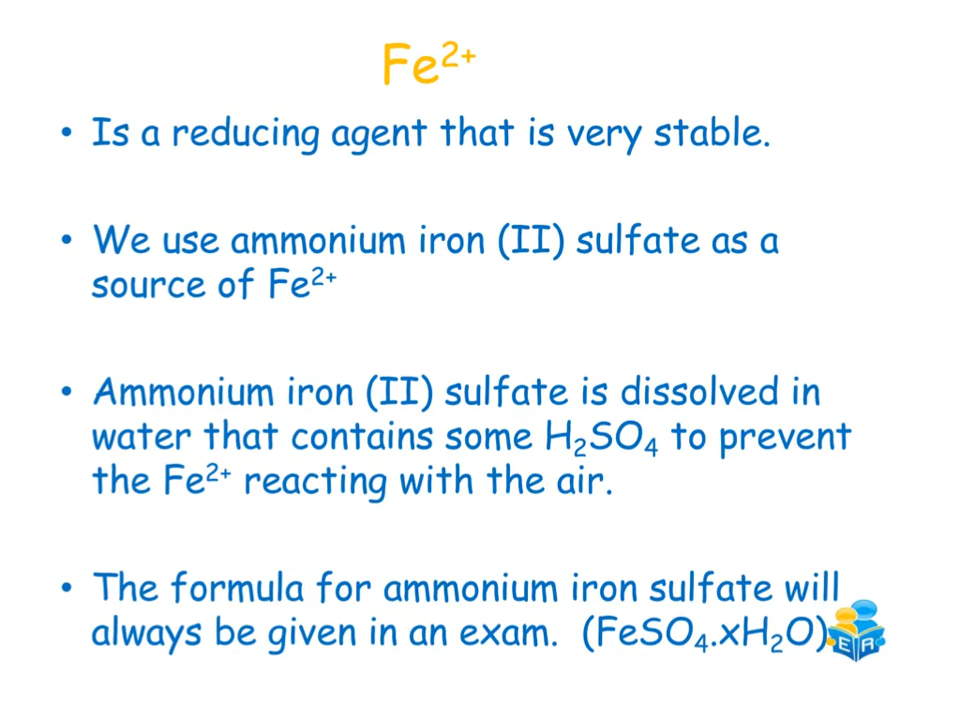 Fe²⁺
• Is a reducing agent that is very stable.
• We use ammonium iron (II) sulfate as a
source of Fe²⁺
• Ammonium iron (II) sulfate is dissolved in
water that contains some H₂SO₄ to prevent
the Fe²⁺ reacting with the air.
• The formula for ammonium iron sulfate will
always be given in an exam. (FeSO₄.xH₂O)
E A